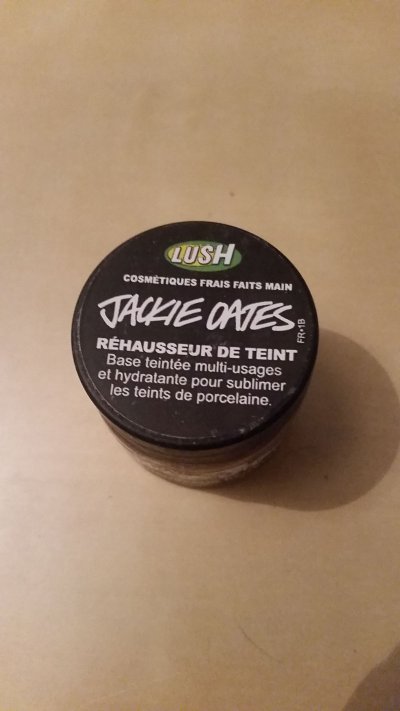 LUSH
COSMÉTIQUES FRAIS FAITS MAIN
JACKIE OATES
RÉHAUSSEUR DE TEINT
Base teintée multi-usages
et hydratante pour sublimer
les teints de porcelaine.
FR•1B